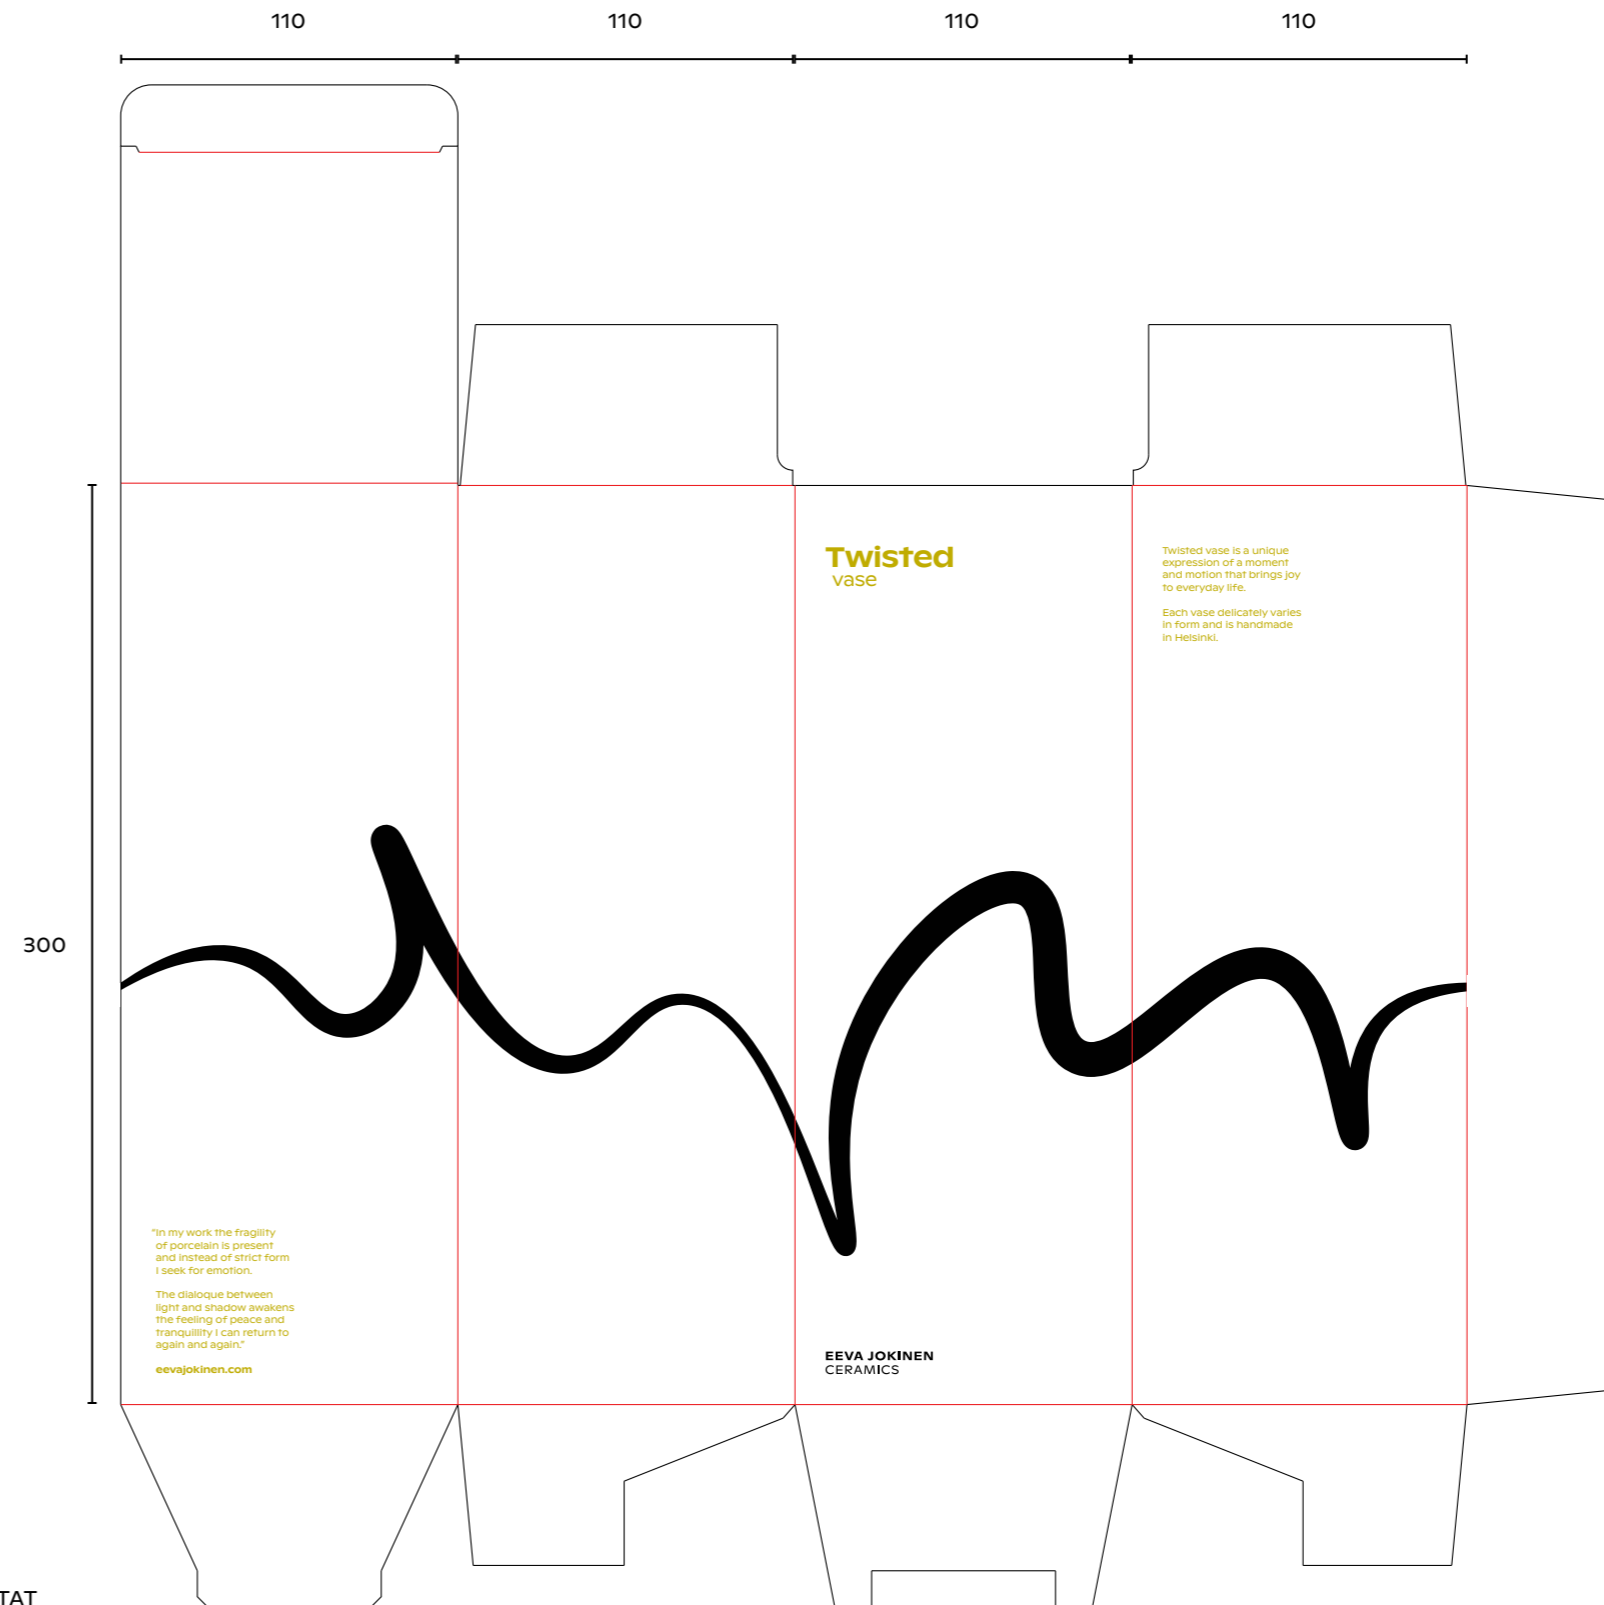 110
110
110
110
Twisted
vase
Twisted vase is a unique
expression of a moment
and motion that brings joy
to everyday life.
Each vase delicately varies
in form and is handmade
in Helsinki.
300
"In my work the fragility
of porcelain is present
and instead of strict form
I seek for emotion.
The dialogue between
light and shadow awakens
the feeling of peace and
tranquillity I can return to
again and again."
eevajokinen.com
EEVA JOKINEN
CERAMICS
TAT